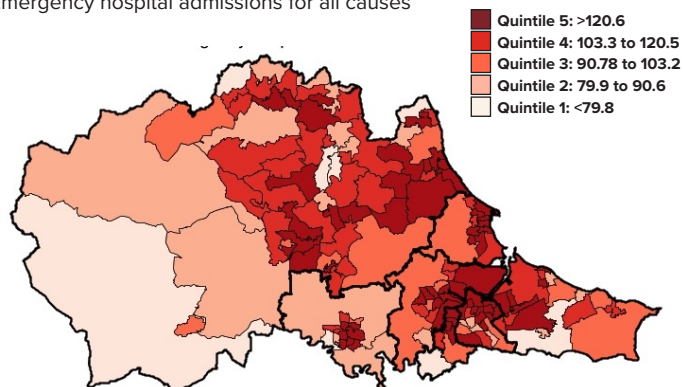 mergency hospital admissions for all causes
Quintile 5: >120.6
Quintile 4: 103.3 to 120.5
Quintile 3: 90.78 to 103.2
Quintile 2: 79.9 to 90.6
Quintile 1: <79.8